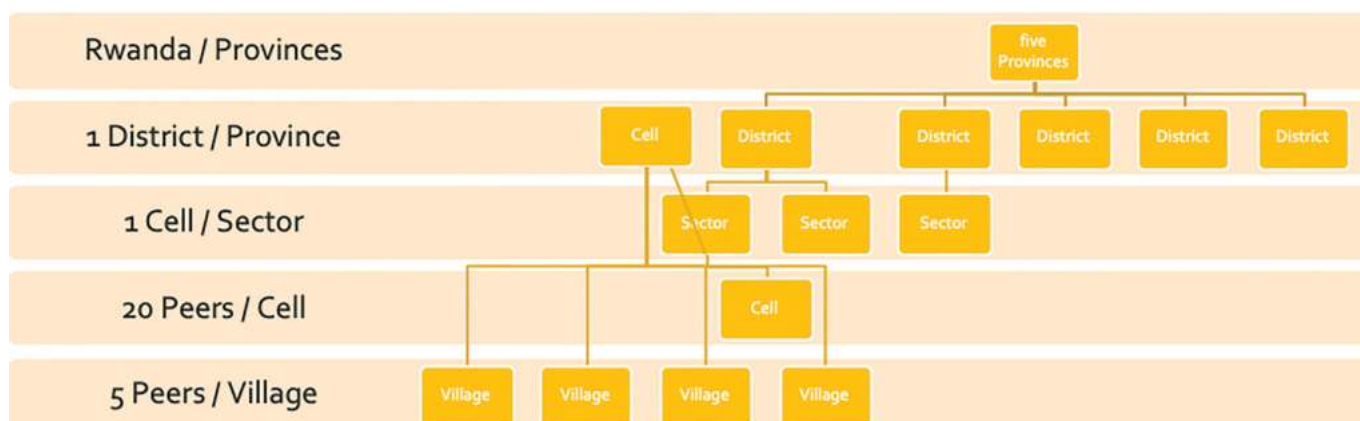 Rwanda / Provinces
five
Provinces
1 District / Province
Cell
District
District
District
District
District
1 Cell / Sector
Sector
Sector
Sector
20 Peers / Cell
Cell
5 Peers / Village
Village
Village
Village
Village